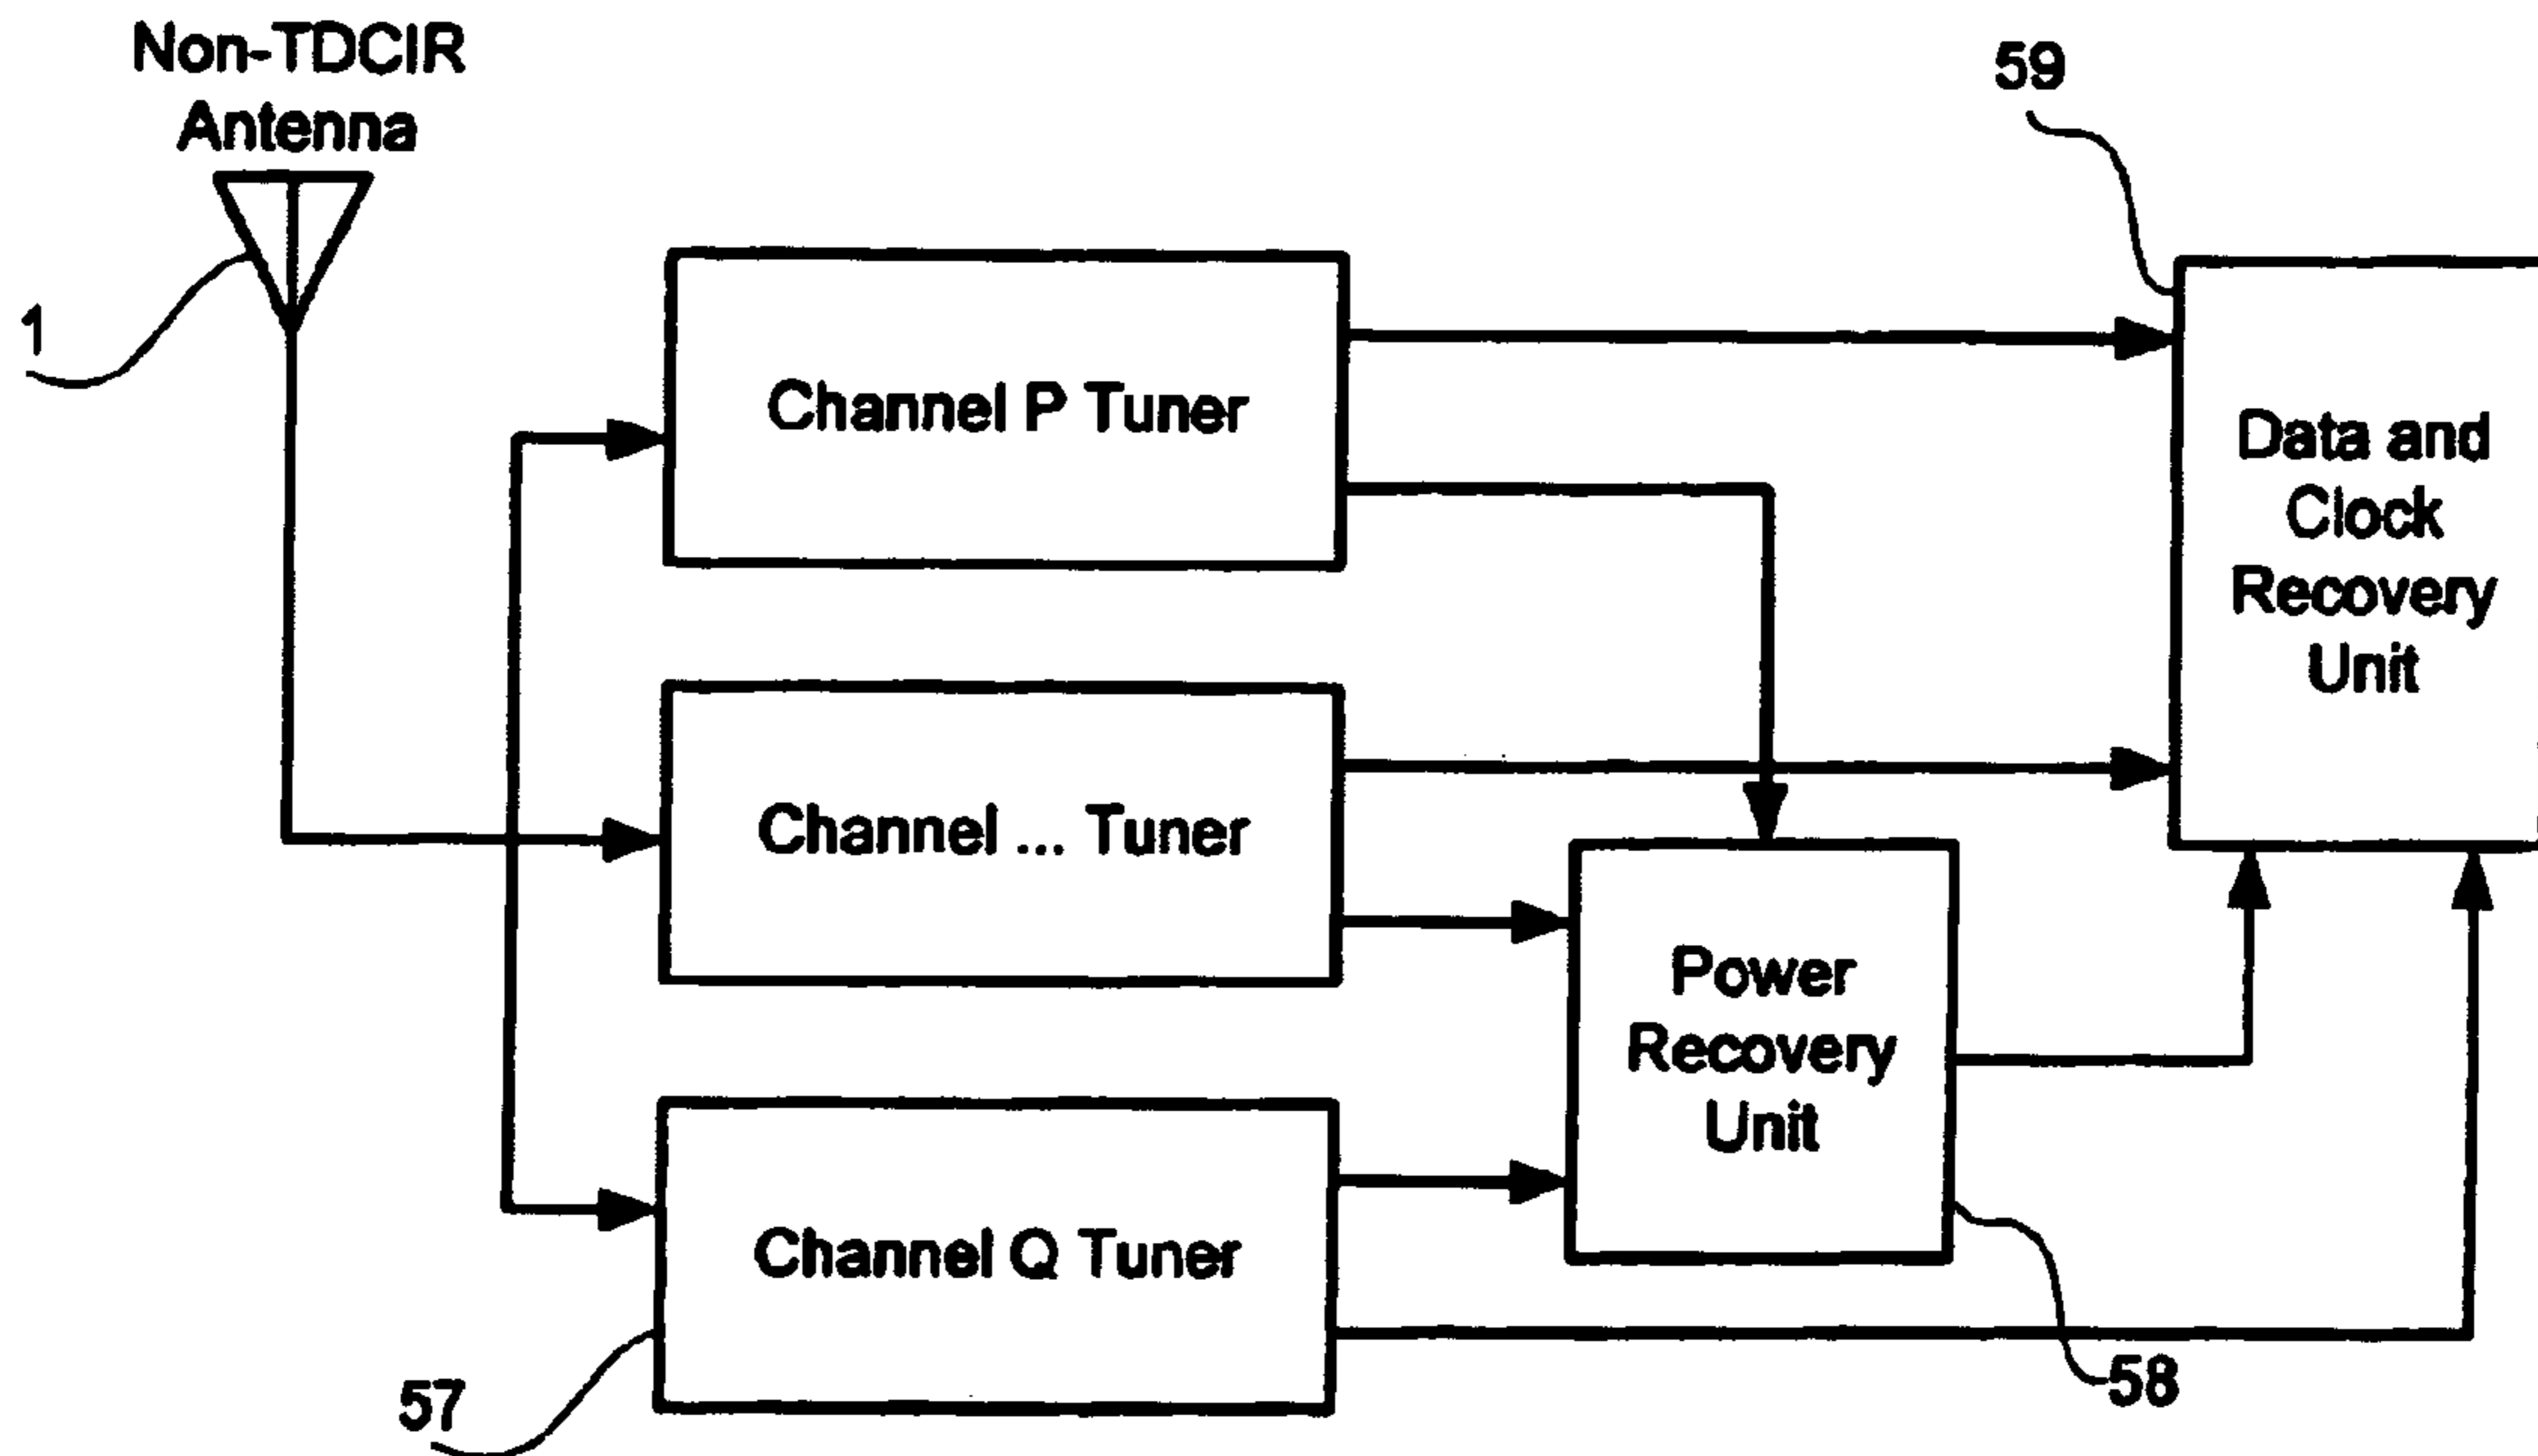 Non-TDCIR
Antenna
59
1
Channel P Tuner
Data and
Clock
Recovery
Unit
Channel ... Tuner
Power
Recovery
Unit
Channel Q Tuner
57
58